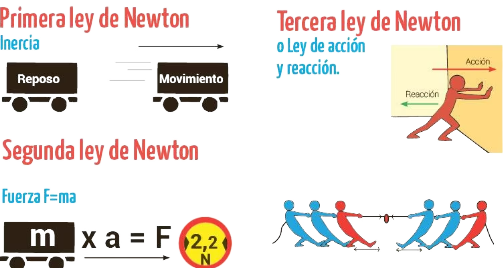 Primera ley de Newton
Inercia
Reposo
Movimiento
Segunda ley de Newton
Fuerza F=ma
m x a = F
2,2
N
Tercera ley de Newton
o Ley de acción
y reacción.
Acción
Reacción